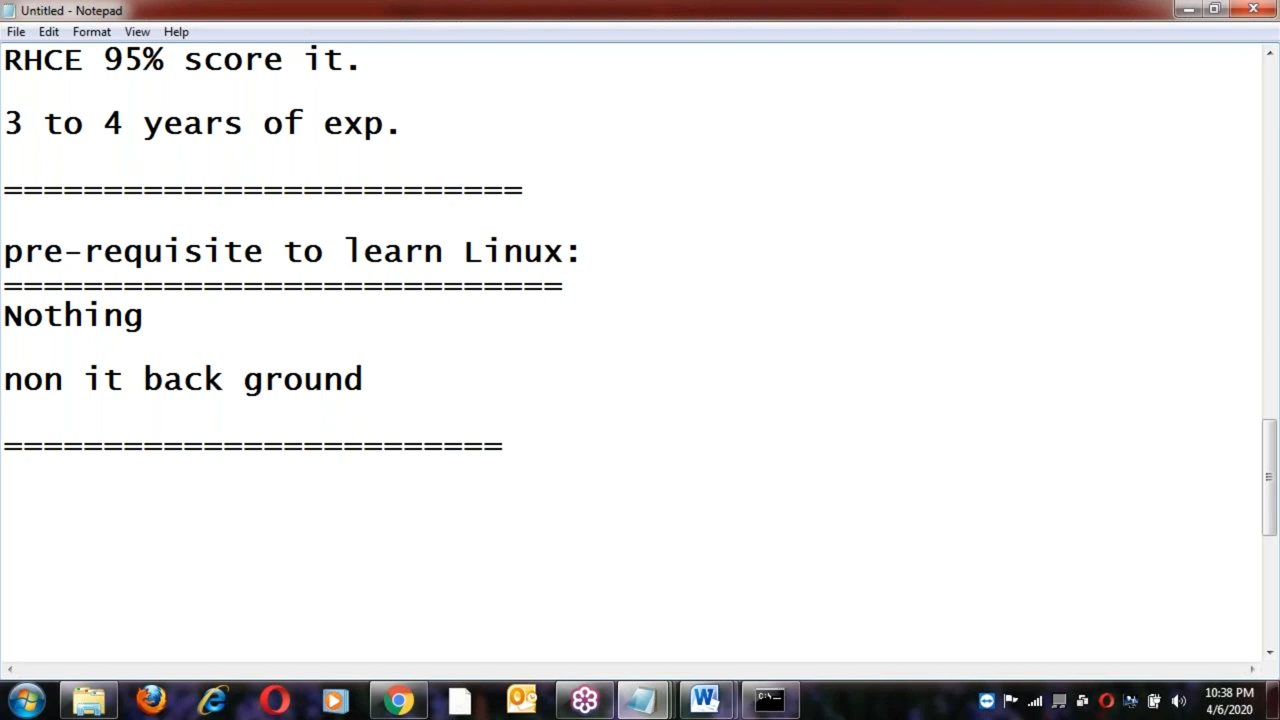 Untitled - Notepad
File Edit Format View Help
RHCE 95% score it.
3 to 4 years of exp.
==========================
pre-requisite to learn Linux:
============================
Nothing
non it back ground
=========================
10:38 PM
4/6/2020